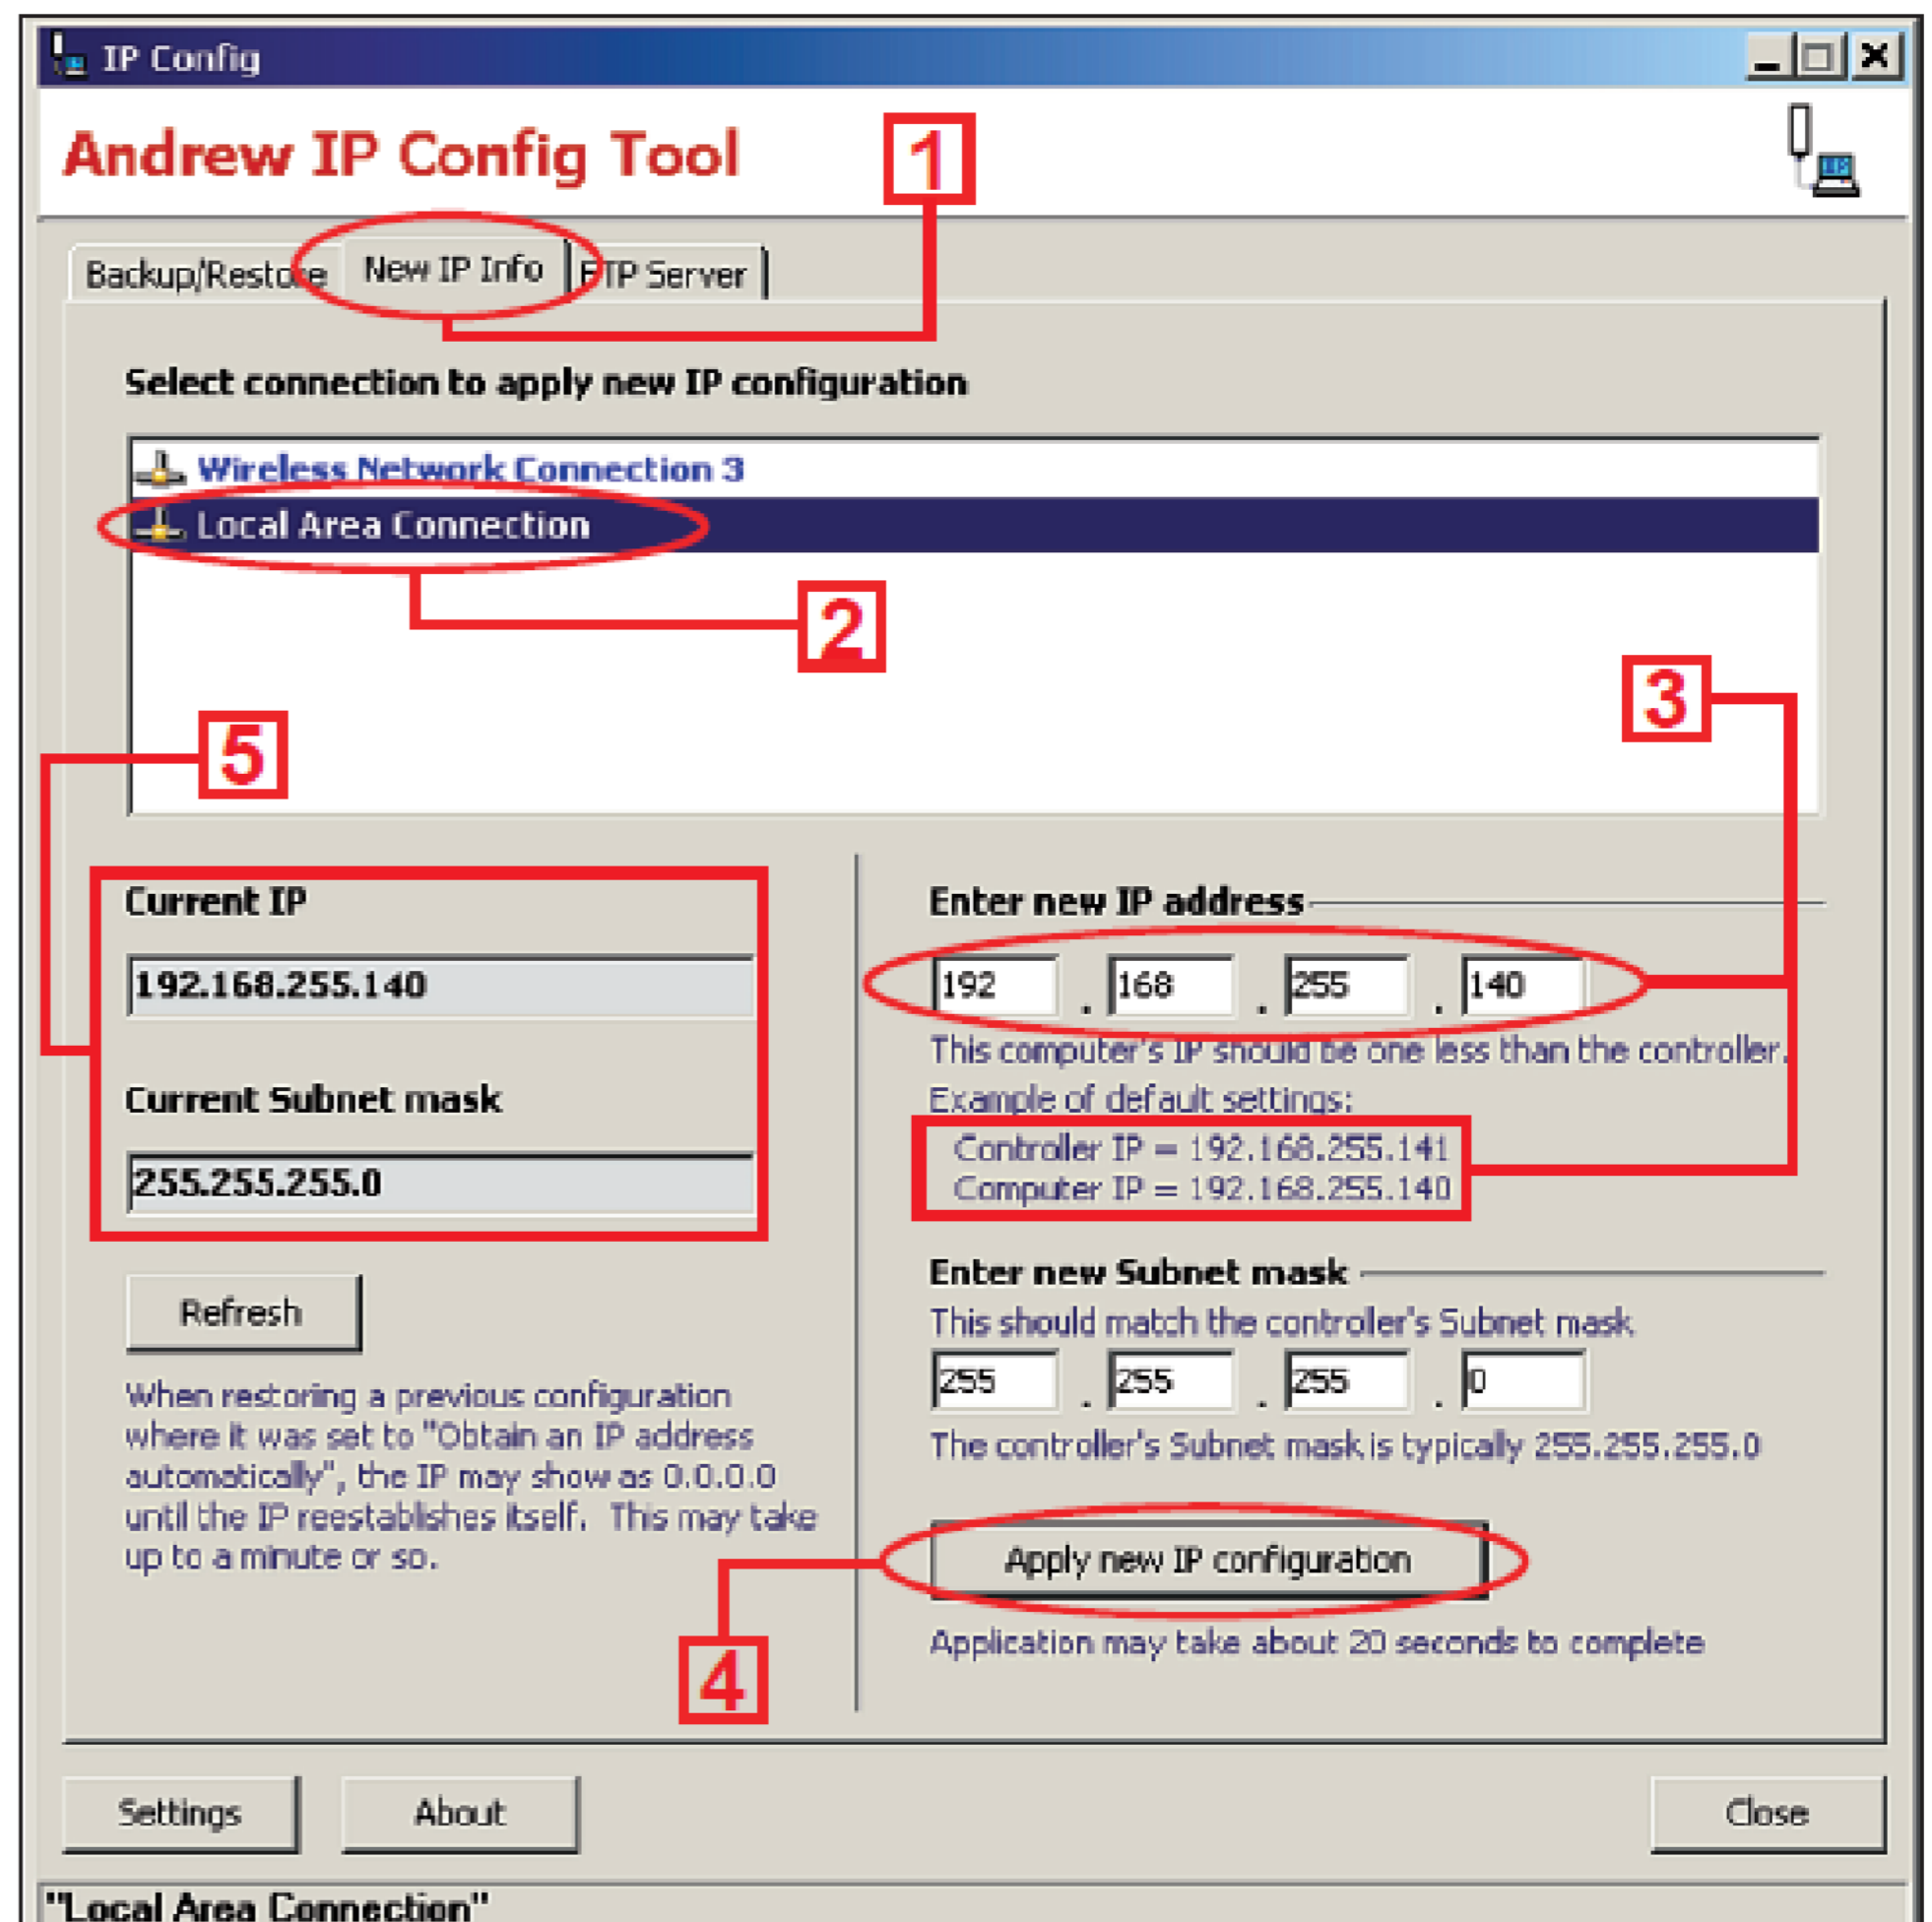 IP Config
Andrew IP Config Tool
1
Backup/Restore
New IP Info
FTP Server
Select connection to apply new IP configuration
Wireless Network Connection 3
Local Area Connection
2
3
5
Current IP
192.168.255.140
Current Subnet mask
255.255.255.0
Refresh
When restoring a previous configuration
where it was set to "Obtain an IP address
automatically", the IP may show as 0.0.0.0
until the IP reestablishes itself. This may take
up to a minute or so.
Enter new IP address
192 . 168 . 255 . 140
This computer's IP should be one less than the controller.
Example of default settings:
Controller IP = 192.168.255.141
Computer IP = 192.168.255.140
Enter new Subnet mask
This should match the controller's Subnet mask
255 . 255 . 255 . 0
The controller's Subnet mask is typically 255.255.255.0
Apply new IP configuration
Application may take about 20 seconds to complete
4
Settings
About
Close
"Local Area Connection"